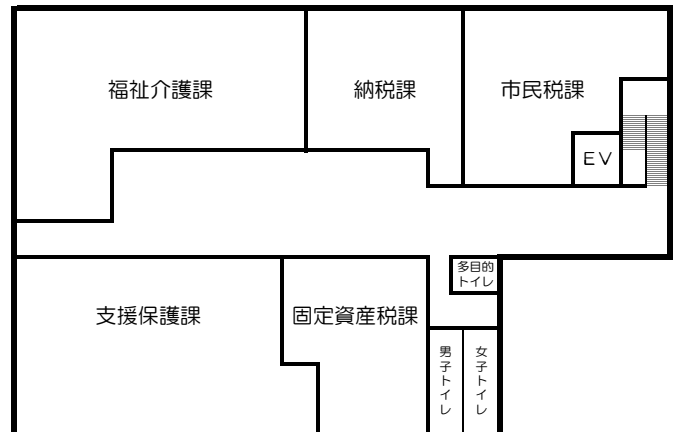 福祉介護課
納税課
市民税課
EV
多目的
トイレ
支援保護課
固定資産税課
男子トイレ
女子トイレ